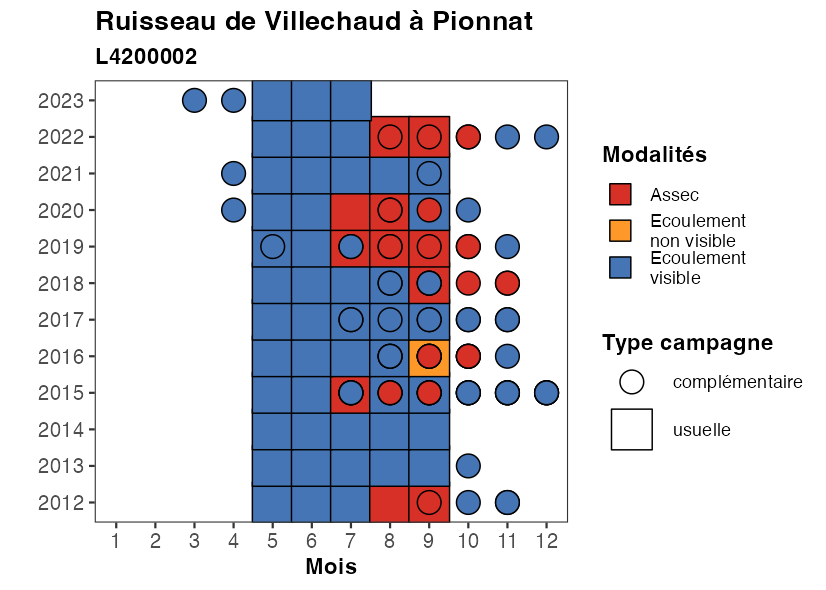 Ruisseau de Villechaud à Pionnat
L4200002
2023
2022
2021
2020
2019
2018
2017
2016
2015
2014
2013
2012
1 2 3 4 5 6 7 8 9 10 11 12
Mois
Modalités
Assec
Ecoulement
non visible
Ecoulement
visible
Type campagne
complémentaire
usuelle